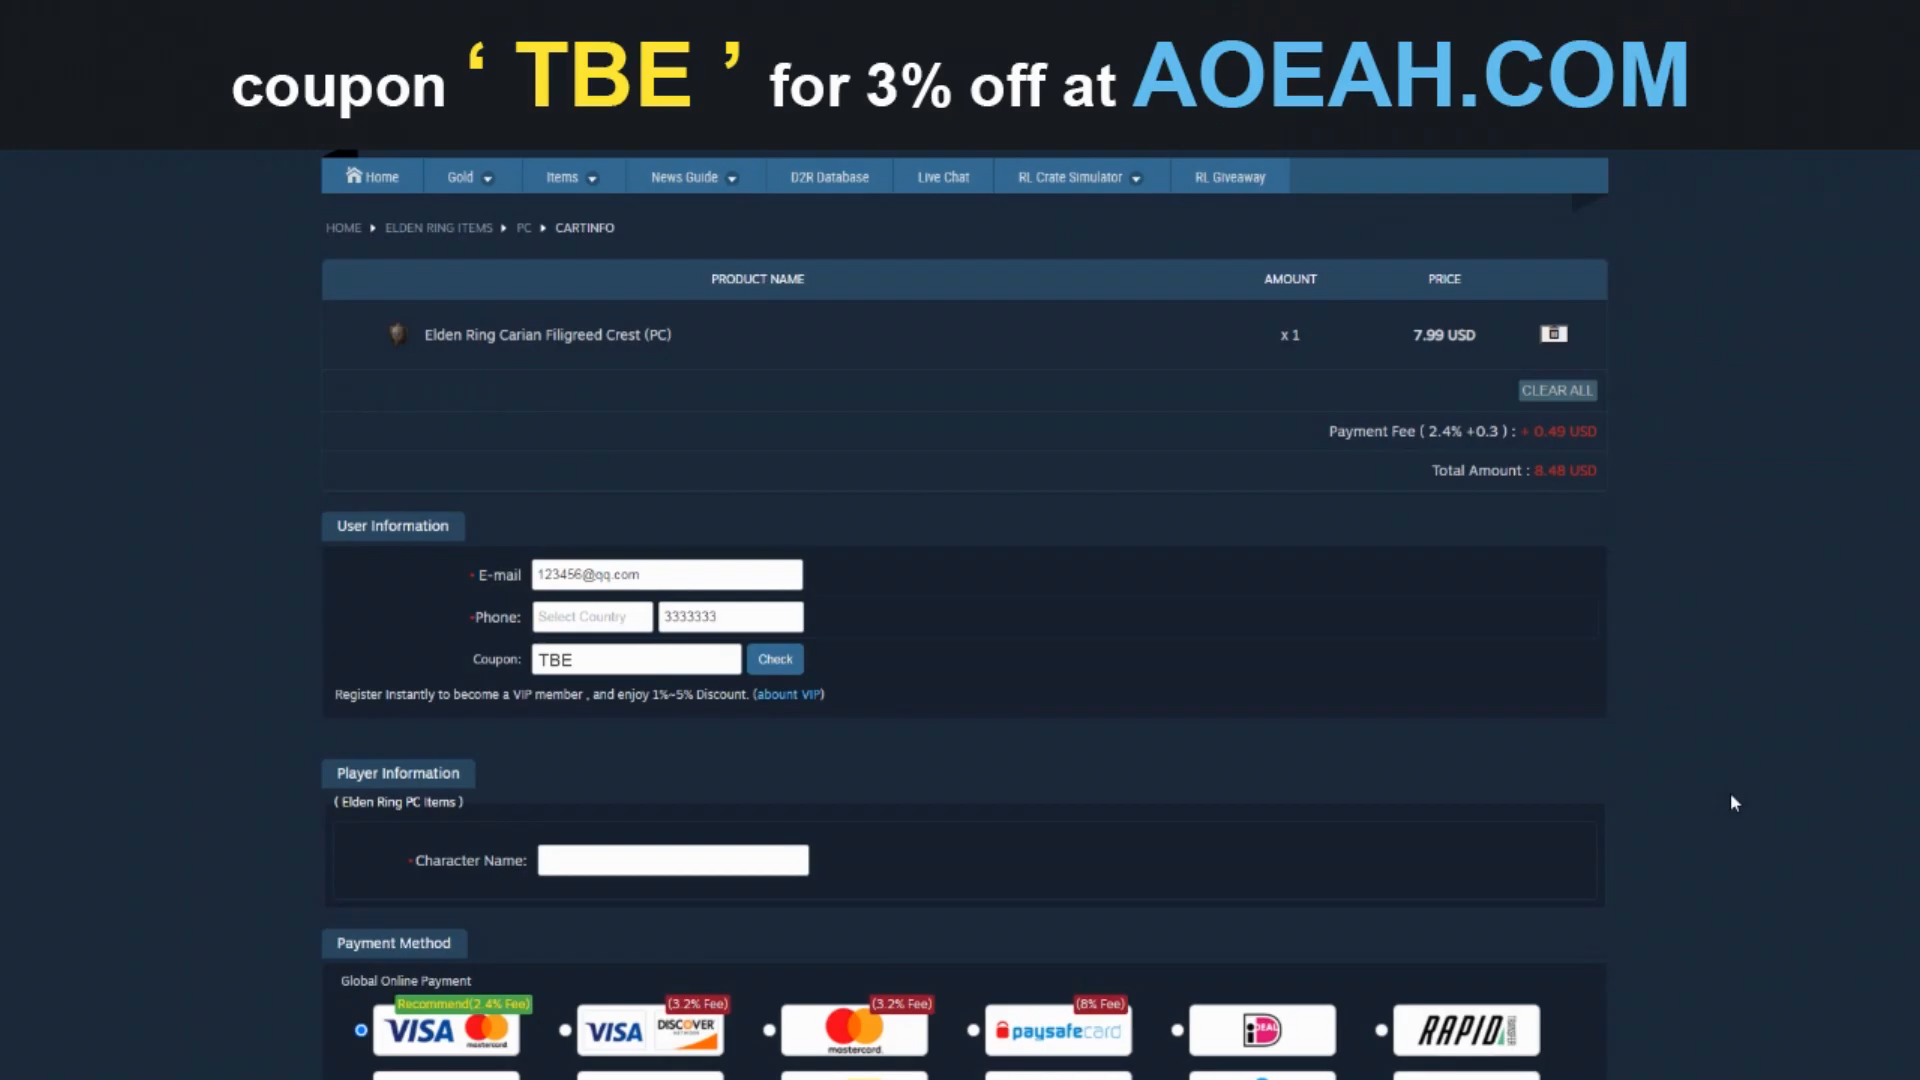 coupon ‘ TBE ’ for 3% off at AOEAH.COM
Home Gold Items News Guide D2R Database Live Chat RL Crate Simulator RL Giveaway
HOME ELDEN RING ITEMS PC CARTINFO
PRODUCT NAME AMOUNT PRICE
Elden Ring Carian Filigreed Crest (PC) x 1 7.99 USD
CLEAR ALL
Payment Fee ( 2.4% +0.3 ) : + 0.49 USD
Total Amount : 8.48 USD
User Information
* E-mail 123456@qq.com
*Phone: Select Country 3333333
Coupon: TBE Check
Register Instantly to become a VIP member , and enjoy 1%~5% Discount. (abount VIP)
Player Information
( Elden Ring PC Items )
*Character Name:
Payment Method
Global Online Payment
Recommend(2.4% Fee) (3.2% Fee) (3.2% Fee) (8% Fee)
VISA mastercard. VISA DISCOVER mastercard. paysafecard iDEAL RAPID